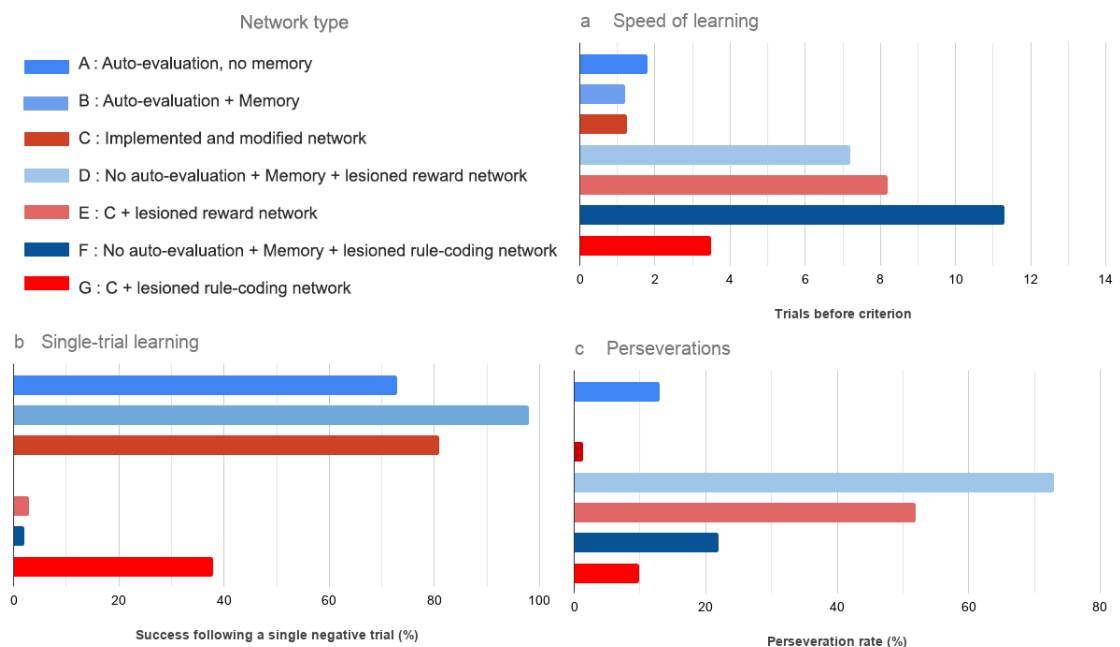 Network type
A : Auto-evaluation, no memory
B : Auto-evaluation + Memory
C : Implemented and modified network
D : No auto-evaluation + Memory + lesioned reward network
E : C + lesioned reward network
F : No auto-evaluation + Memory + lesioned rule-coding network
G : C + lesioned rule-coding network
a Speed of learning
0 2 4 6 8 10 12 14
Trials before criterion
b Single-trial learning
0 20 40 60 80 100
Success following a single negative trial (%)
c Perseverations
0 20 40 60 80
Perseveration rate (%)